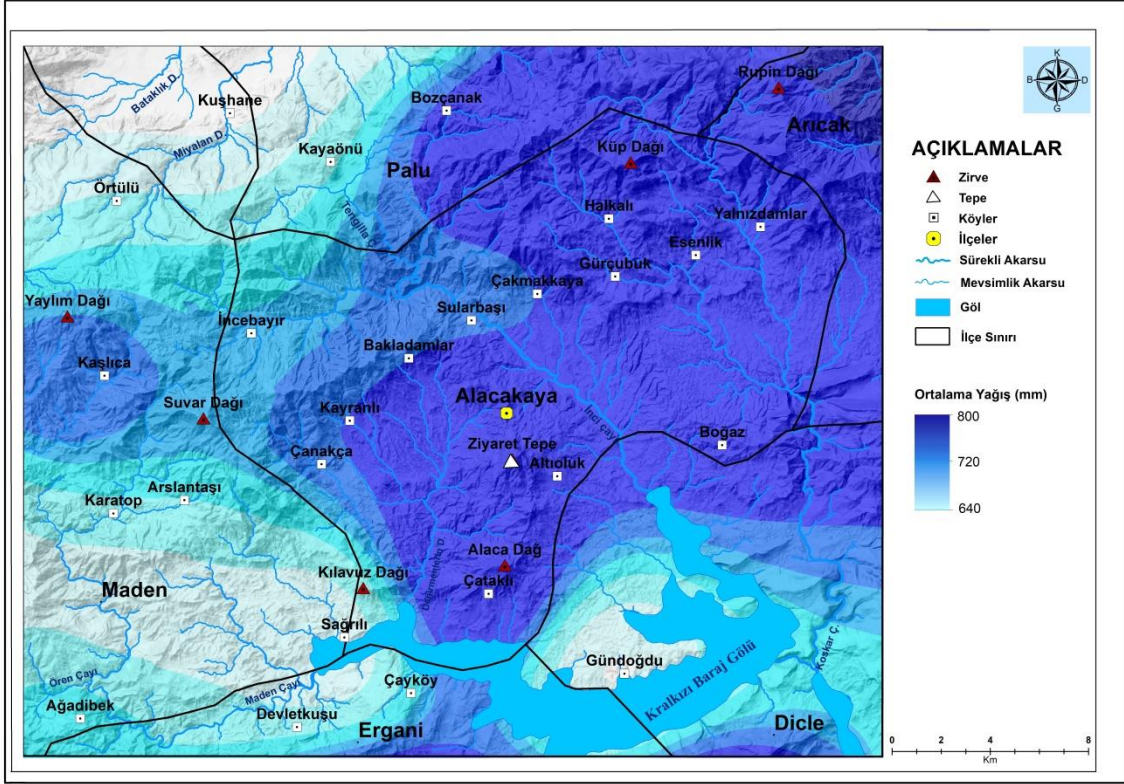 Rupin Dağı
Bataklık D.
Kuşhane
Bozçanak
Arıcak
Miyalan D.
Kayaönü
Palu
Küp Dağı
Örtülü
Halkalı
Yalnızdamlar
Tengilla Ç.
Esenlik
Gürçubuk
Çakmakkaya
Yaylım Dağı
İncebayır
Sularbaşı
Bakladamlar
Kaşlıca
Suvar Dağı
Kayranlı
Alacakaya
İnci çayı
Boğaz
Çanakça
Ziyaret Tepe
Altıoluk
Arslantaşı
Karatop
Alaca Dağ
Kılavuz Dağı
Çataklı
Maden
Sağrılı
Gündoğdu
Koskar Ç.
Ören Çayı
Maden Çayı
Çayköy
Kralkızı Baraj Gölü
Ağadibek
Devletkuşu
Ergani
Dicle
K
B
D
G
AÇIKLAMALAR
Zirve
Tepe
Köyler
İlçeler
Sürekli Akarsu
Mevsimlik Akarsu
Göl
İlçe Sınırı
Ortalama Yağış (mm)
800
720
640
0 2 4 8
Km